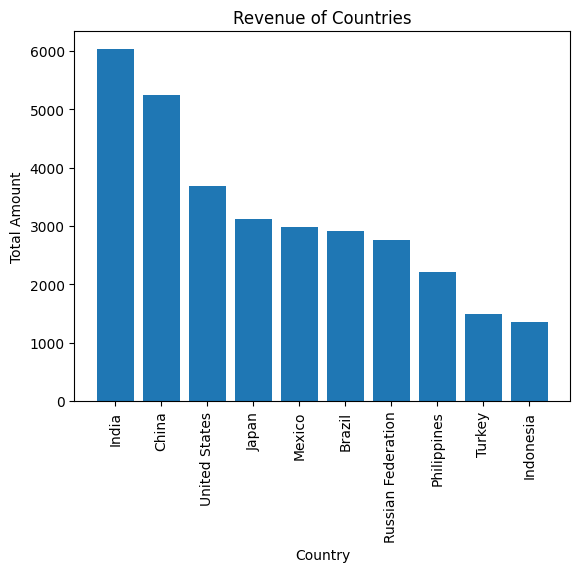 Revenue of Countries
Total Amount
6000
5000
4000
3000
2000
1000
0
India
China
United States
Japan
Mexico
Brazil
Russian Federation
Philippines
Turkey
Indonesia
Country